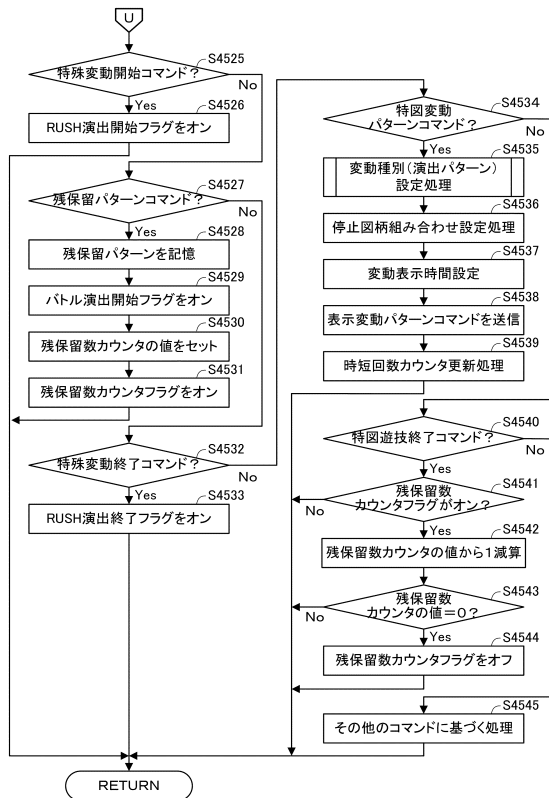 U
特殊変動開始コマンド？
S4525
No
Yes
S4526
RUSH演出開始フラグをオン
S4527
残保留パターンコマンド？
No
Yes
S4528
残保留パターンを記憶
S4529
バトル演出開始フラグをオン
S4530
残保留数カウンタの値をセット
S4531
残保留数カウンタフラグをオン
S4532
特殊変動終了コマンド？
No
Yes
S4533
RUSH演出終了フラグをオン
RETURN
S4534
特図変動
パターンコマンド？
No
Yes
S4535
変動種別（演出パターン）
設定処理
S4536
停止図柄組み合わせ設定処理
S4537
変動表示時間設定
S4538
表示変動パターンコマンドを送信
S4539
時短回数カウンタ更新処理
S4540
特図遊技終了コマンド？
No
Yes
S4541
残保留数
カウンタフラグがオン？
No
Yes
S4542
残保留数カウンタの値から１減算
S4543
残保留数
カウンタの値＝０？
No
Yes
S4544
残保留数カウンタフラグをオフ
S4545
その他のコマンドに基づく処理